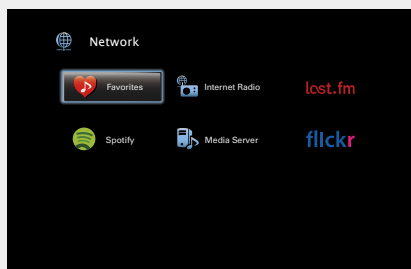 Network
Favorites Internet Radio last.fm
Spotify Media Server flickr